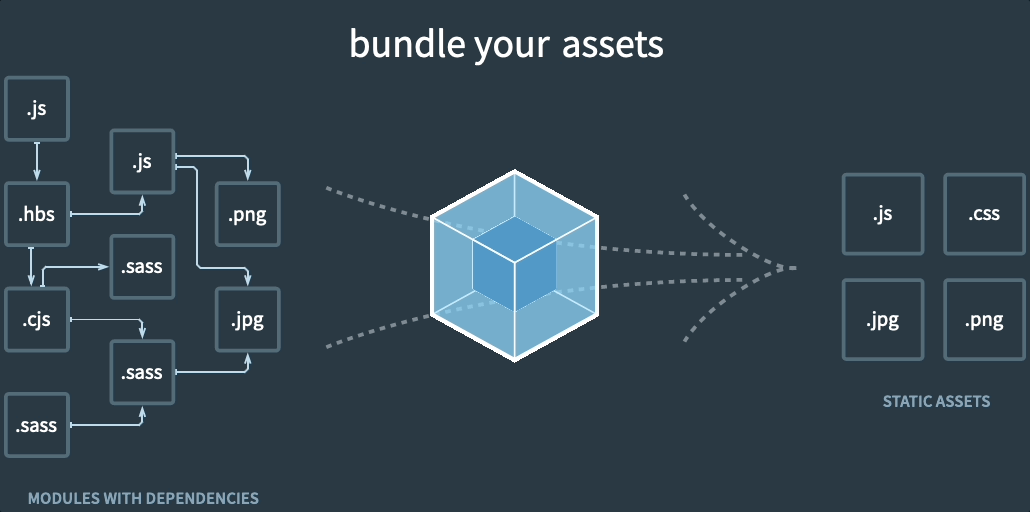 bundle your assets
.js
.js
.hbs
.png
.sass
.cjs
.jpg
.sass
.sass
MODULES WITH DEPENDENCIES
.js
.css
.jpg
.png
STATIC ASSETS